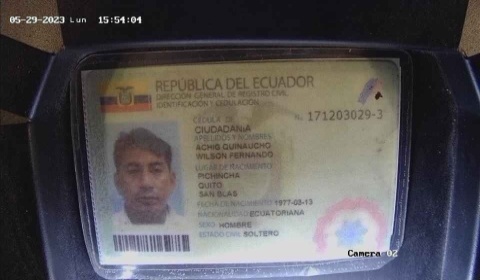 05-29-2023 Lun 15:54:04
REPÚBLICA DEL ECUADOR
DIRECCIÓN GENERAL DE REGISTRO CIVIL
IDENTIFICACIÓN Y CEDULACIÓN
CÉDULA DE No. 171203029-3
CIUDADANIA
APELLIDOS Y NOMBRES
ACHIG QUINAUCHO
WILSON FERNANDO
LUGAR DE NACIMIENTO
PICHINCHA
QUITO
SAN BLAS
FECHA DE NACIMIENTO 1977-03-13
NACIONALIDAD ECUATORIANA
SEXO HOMBRE
ESTADO CIVIL SOLTERO
Camera 02